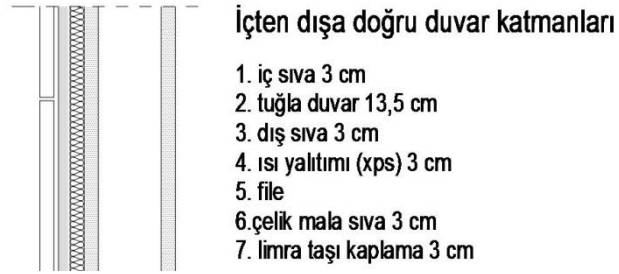 İçten dışa doğru duvar katmanları
1. iç sıva 3 cm
2. tuğla duvar 13,5 cm
3. dış sıva 3 cm
4. ısı yalıtımı (xps) 3 cm
5. file
6.çelik mala sıva 3 cm
7. limra taşı kaplama 3 cm